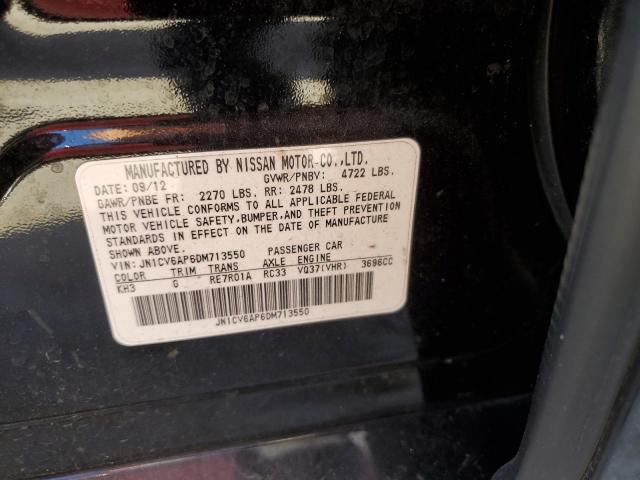 MANUFACTURED BY NISSAN MOTOR CO.,LTD.
DATE: 09/12 GVWR/PNBV: 4722 LBS.
GAWR/PNBE FR: 2270 LBS. RR: 2478 LBS.
THIS VEHICLE CONFORMS TO ALL APPLICABLE FEDERAL
MOTOR VEHICLE SAFETY,BUMPER,AND THEFT PREVENTION
STANDARDS IN EFFECT ON THE DATE OF MANUFACTURE
SHOWN ABOVE.
VIN: JN1CV6AP6DM713550 PASSENGER CAR
COLOR TRIM TRANS AXLE ENGINE
KH3 G RE7R01A RC33 VQ37(VHR) 3696CC
JN1CV6AP6DM713550